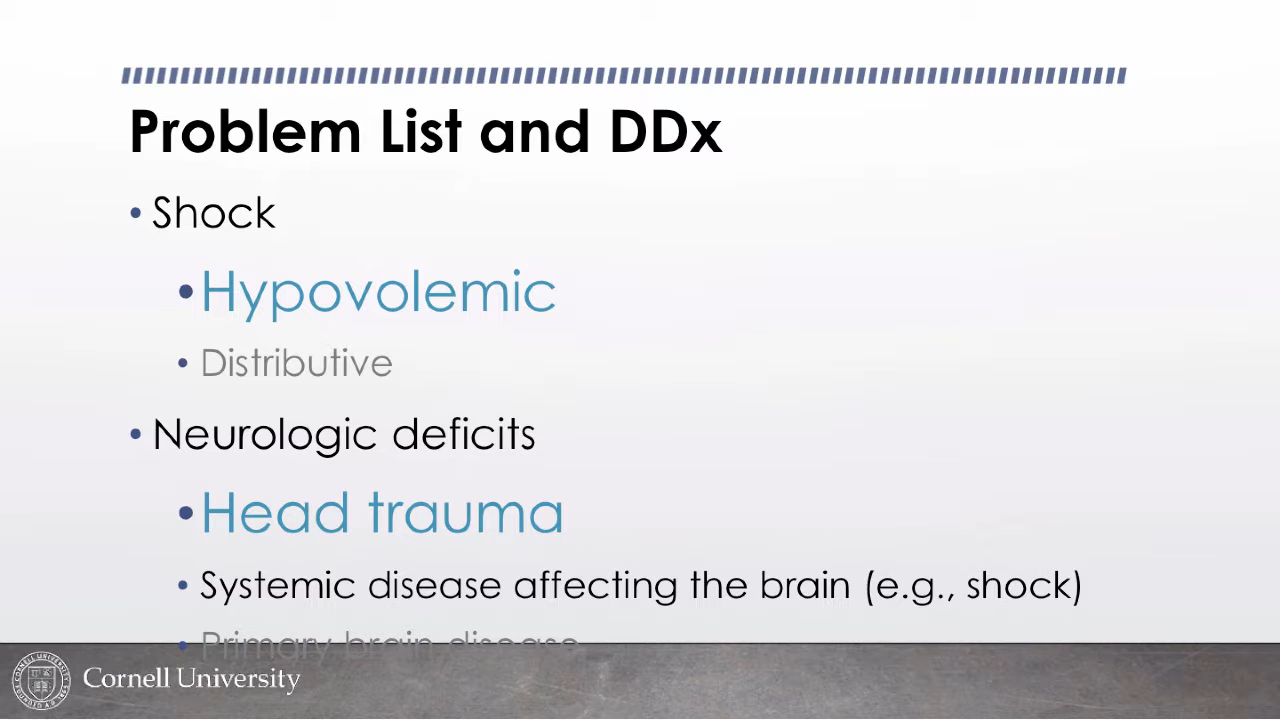 Problem List and DDx
• Shock
• Hypovolemic
• Distributive
• Neurologic deficits
• Head trauma
• Systemic disease affecting the brain (e.g., shock)
• Primary brain disease
Cornell University